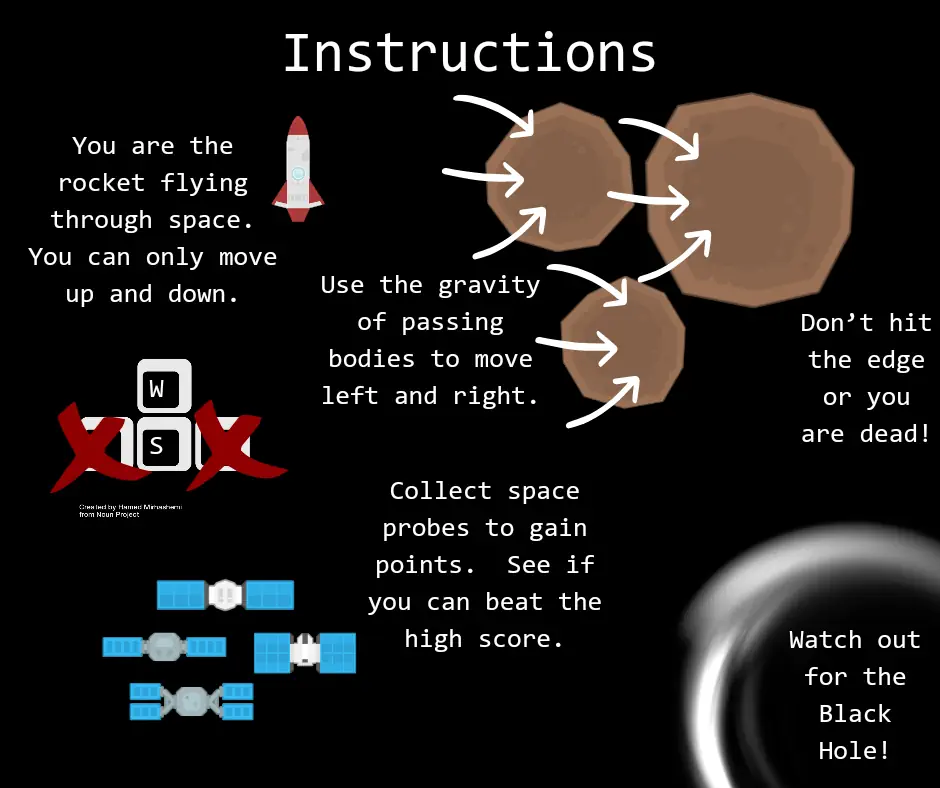 Instructions
You are the
rocket flying
through space.
You can only move
up and down.
Use the gravity
of passing
bodies to move
left and right.
Don’t hit
the edge
or you
are dead!
W
S
Created by Hamed Mirhashemi
from Noun Project
Collect space
probes to gain
points.  See if
you can beat the
high score.
Watch out
for the
Black
Hole!